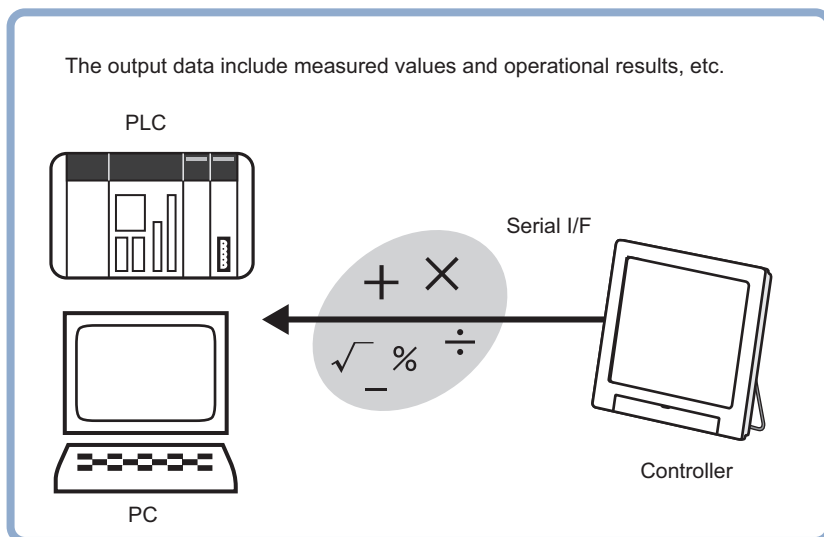 The output data include measured values and operational results, etc.
PLC
Serial I/F
+ ×
√ % ÷
−
Controller
PC